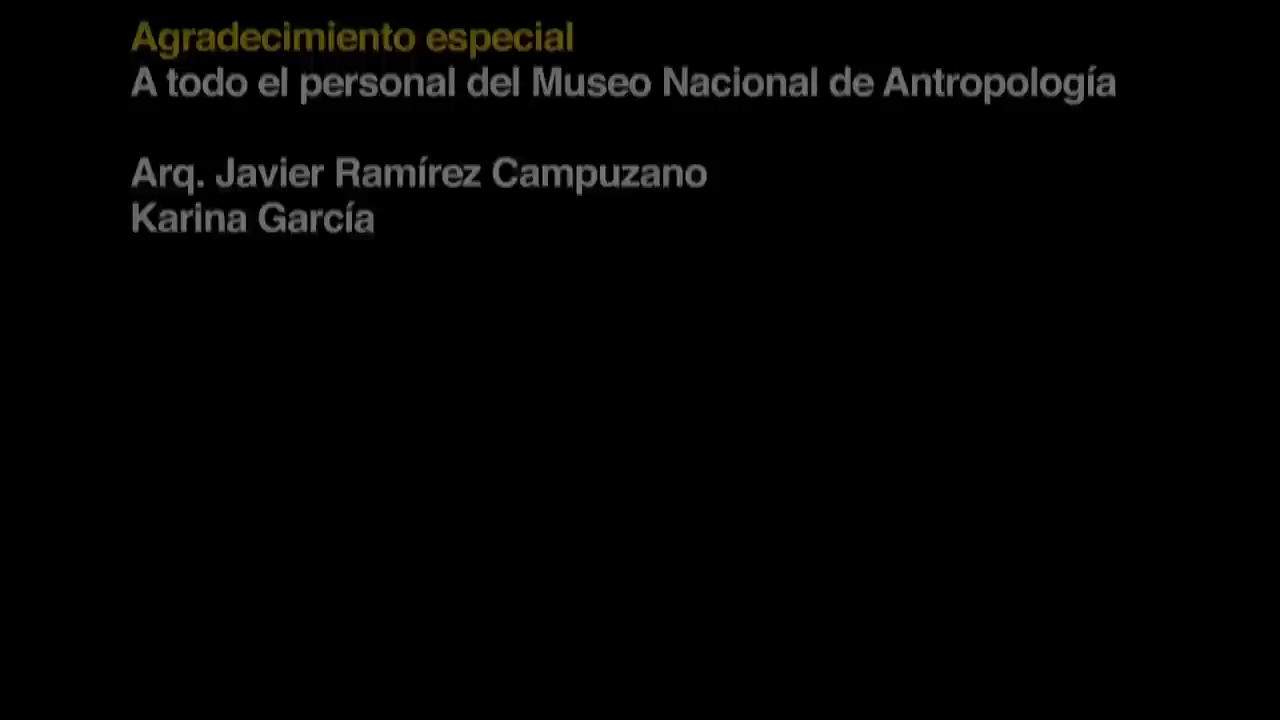 Agradecimiento especial
A todo el personal del Museo Nacional de Antropología
Arq. Javier Ramírez Campuzano
Karina García